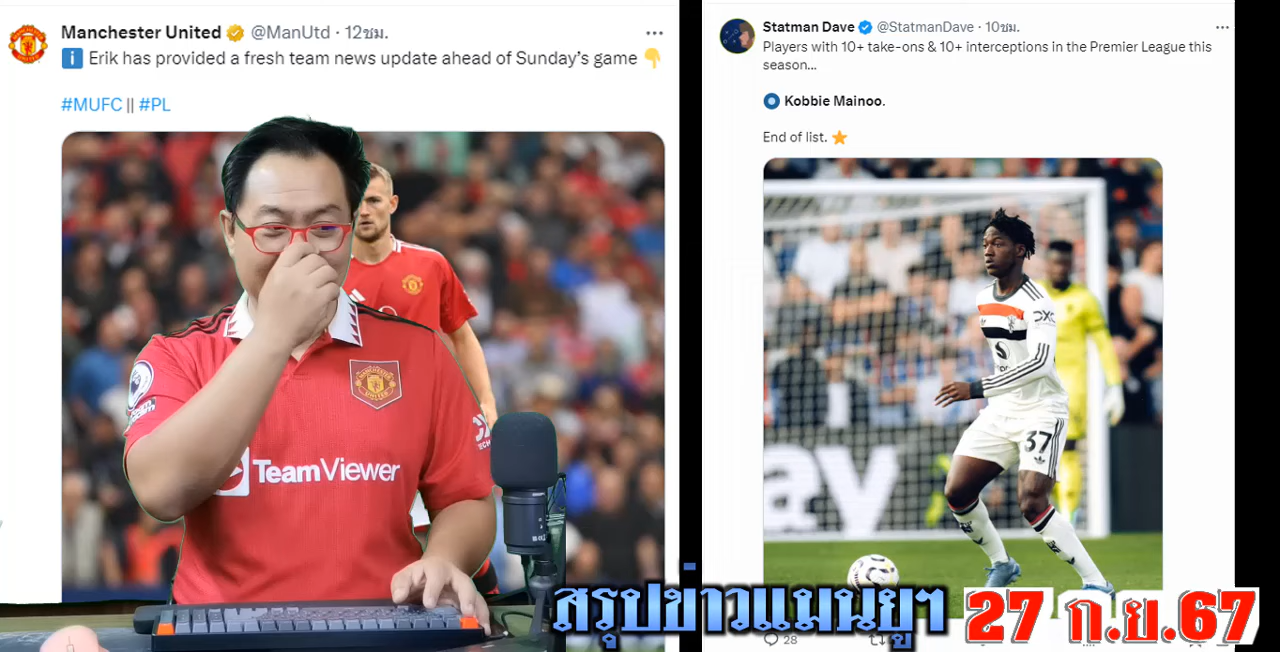 Manchester United @ManUtd · 12ชม.
Erik has provided a fresh team news update ahead of Sunday's game
#MUFC || #PL
TeamViewer
Statman Dave @StatmanDave · 10ชม.
Players with 10+ take-ons & 10+ interceptions in the Premier League this
season...
Kobbie Mainoo.
End of list.
DXC
37
28
สรุปข่าวแมนยูฯ 27 ก.ย.67